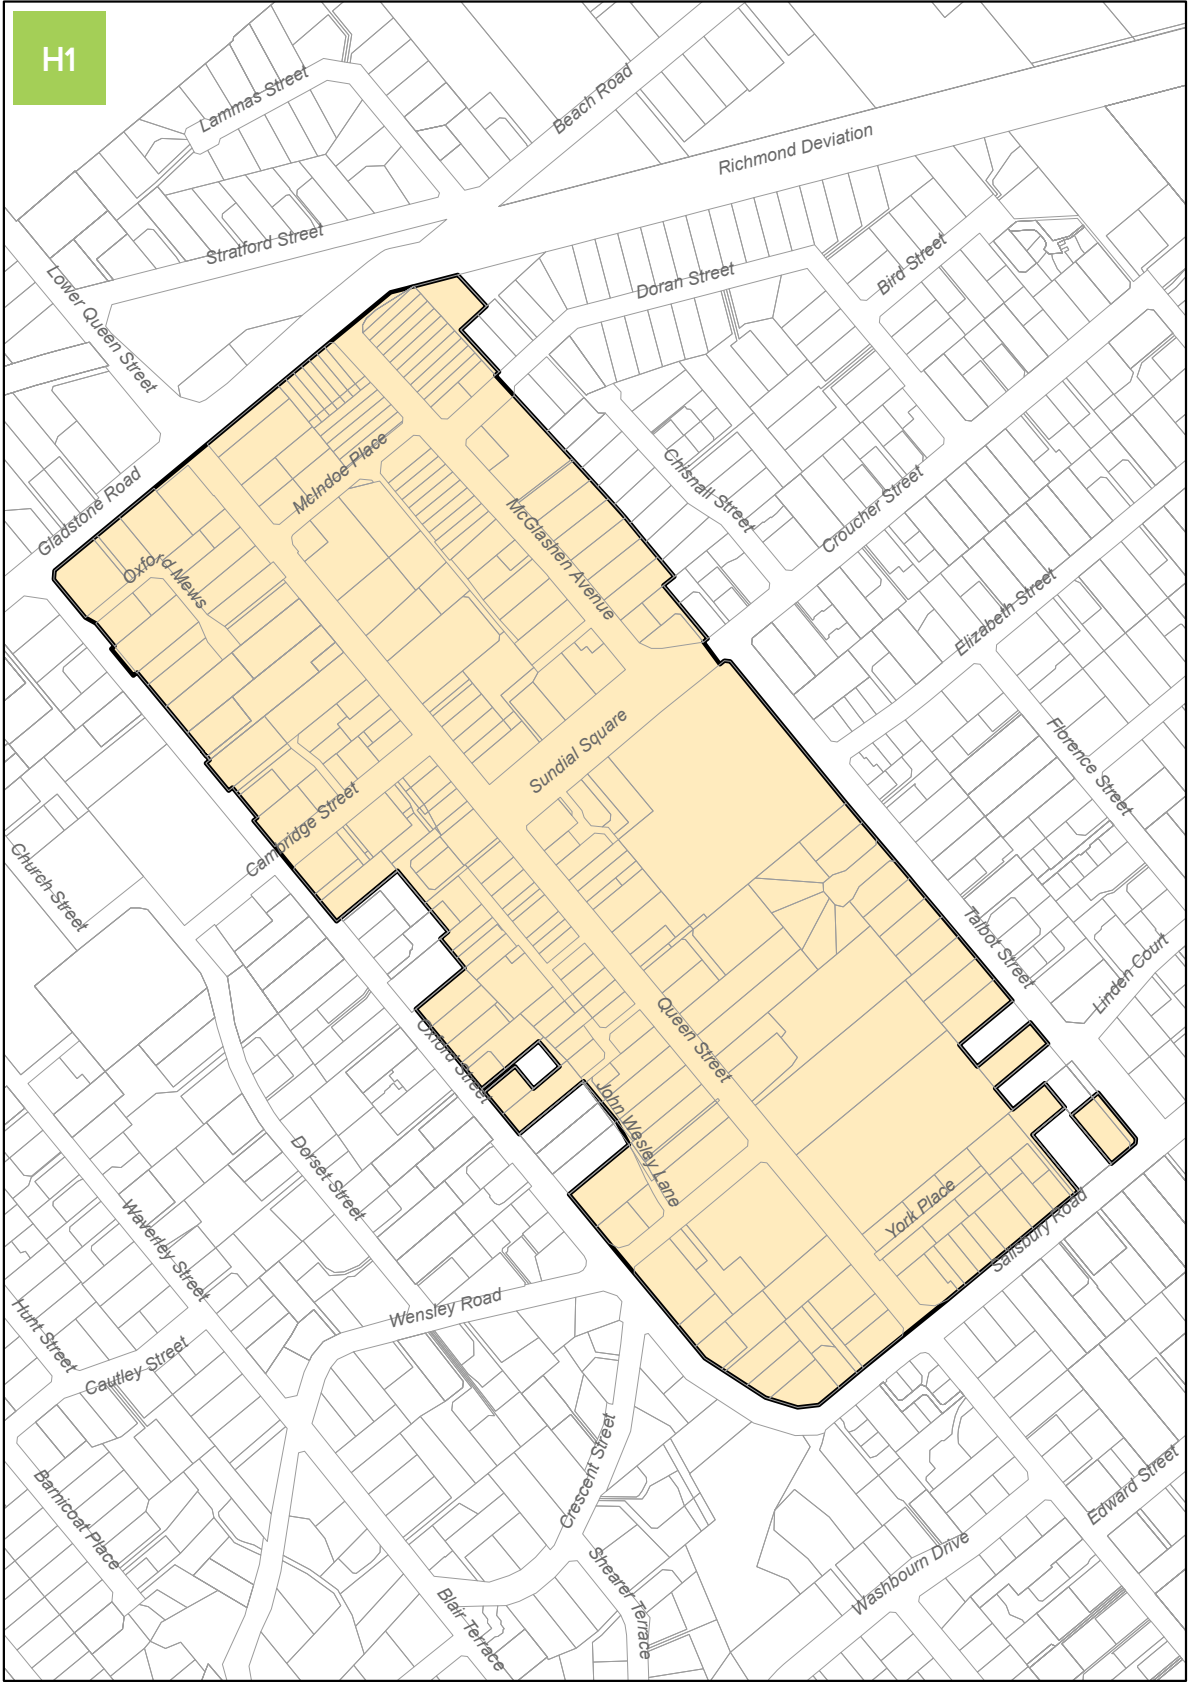 H1
Lammas Street
Beach Road
Richmond Deviation
Stratford Street
Bird Street
Doran Street
Lower Queen Street
McIndoe Place
Chisnall Street
Croucher Street
Gladstone Road
McGlashen Avenue
Oxford Mews
Elizabeth Street
Sundial Square
Florence Street
Cambridge Street
Church Street
Talbot Street
Linden Court
Queen Street
Oxford Street
John Wesley Lane
Dorset Street
York Place
Salisbury Road
Waverley Street
Wensley Road
Hunt Street
Cautley Street
Crescent Street
Barnicoat Place
Edward Street
Washbourn Drive
Shearer Terrace
Blair Terrace